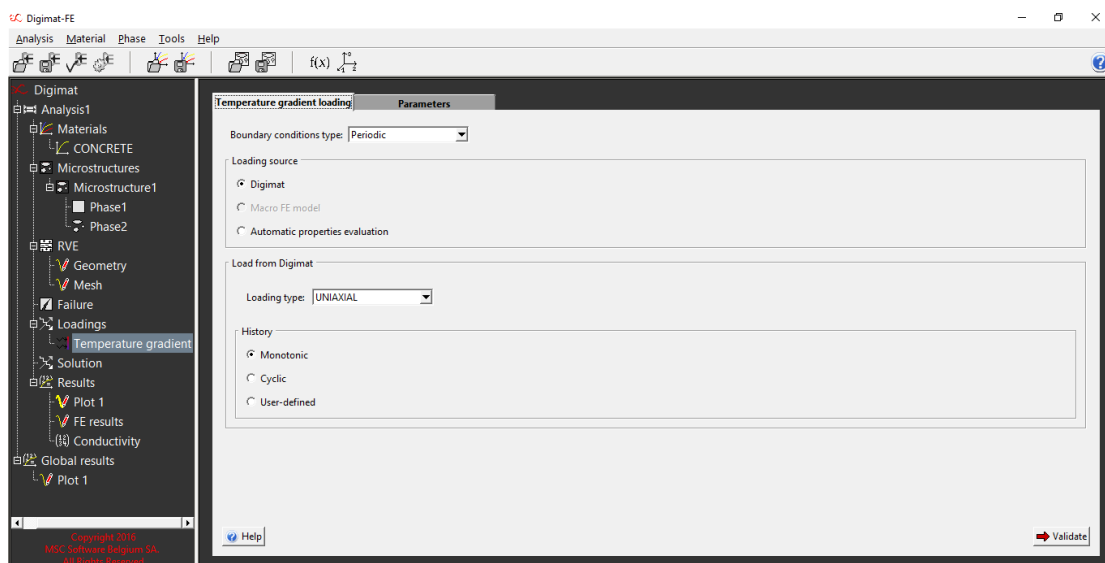 Digimat-FE
Analysis Material Phase Tools Help
f(x)
Digimat
Analysis1
Materials
CONCRETE
Microstructures
Microstructure1
Phase1
Phase2
RVE
Geometry
Mesh
Failure
Loadings
Temperature gradient
Solution
Results
Plot 1
FE results
Conductivity
Global results
Plot 1
Copyright 2016
MSC Software Belgium SA.
All Rights Reserved
Temperature gradient loading Parameters
Boundary conditions type: Periodic
Loading source
Digimat
Macro FE model
Automatic properties evaluation
Load from Digimat
Loading type: UNIAXIAL
History
Monotonic
Cyclic
User-defined
Help Validate